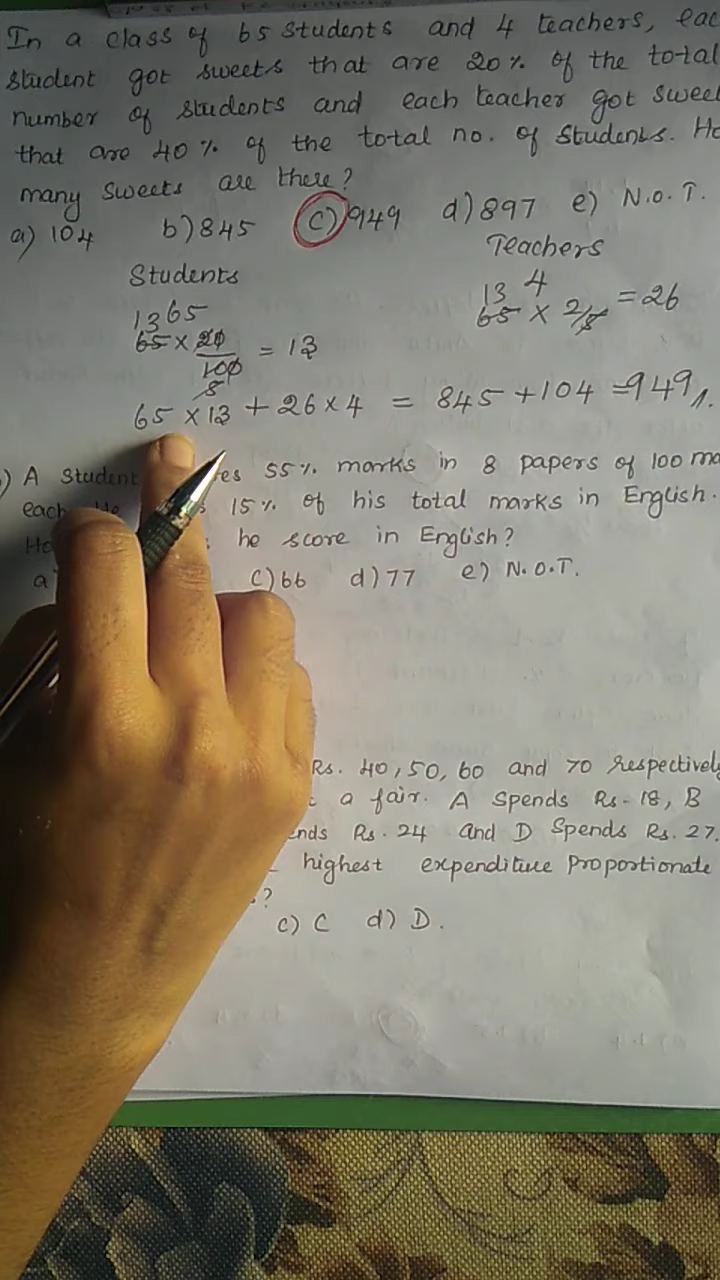 In a class of 65 students and 4 teachers, eac
student got sweets that are 20% of the total
number of students and each teacher got sweet
that are 40% of the total no. of students. Ho
many sweets are there?
a) 104 b) 845 c) 949 d) 897 e) N.O.T.
Students Teachers
13 65 13 4
65 × 20/100 = 13 65 × 2/5 = 26
5
65 × 13 + 26 × 4 = 845 + 104 = 949
) A student es 55% marks in 8 papers of 100 ma
each. He 15% of his total marks in English.
Ho he score in English?
a c) 66 d) 77 e) N.O.T.
Rs. 40, 50, 60 and 70 respectively
a fair. A spends Rs. 18, B
ends Rs. 24 and D spends Rs. 27.
highest expenditure proportionate
?
c) C d) D.